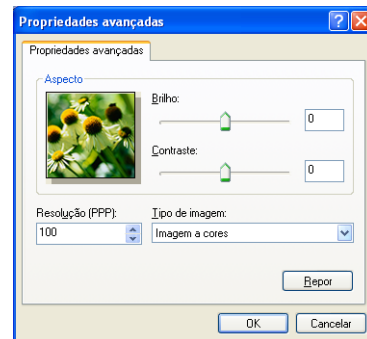 Propriedades avançadas
Propriedades avançadas
Aspecto
Brilho:
0
Contraste:
0
Resolução (PPP):
Tipo de imagem:
100
Imagem a cores
Repor
OK
Cancelar